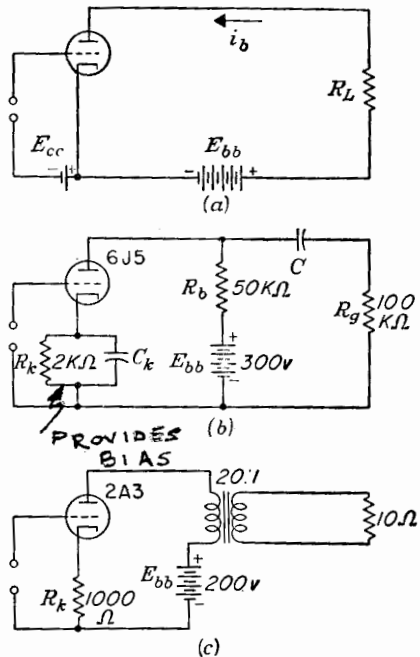 i_b
R_L
E_cc
E_bb
- +
- +
(a)
6J5
C
R_b 50KΩ
R_g 100 KΩ
R_k 2KΩ C_k
E_bb 300v
+
-
PROVIDES
BIAS
(b)
2A3
20:1
10Ω
E_bb 200v
+
-
R_k 1000 Ω
(c)